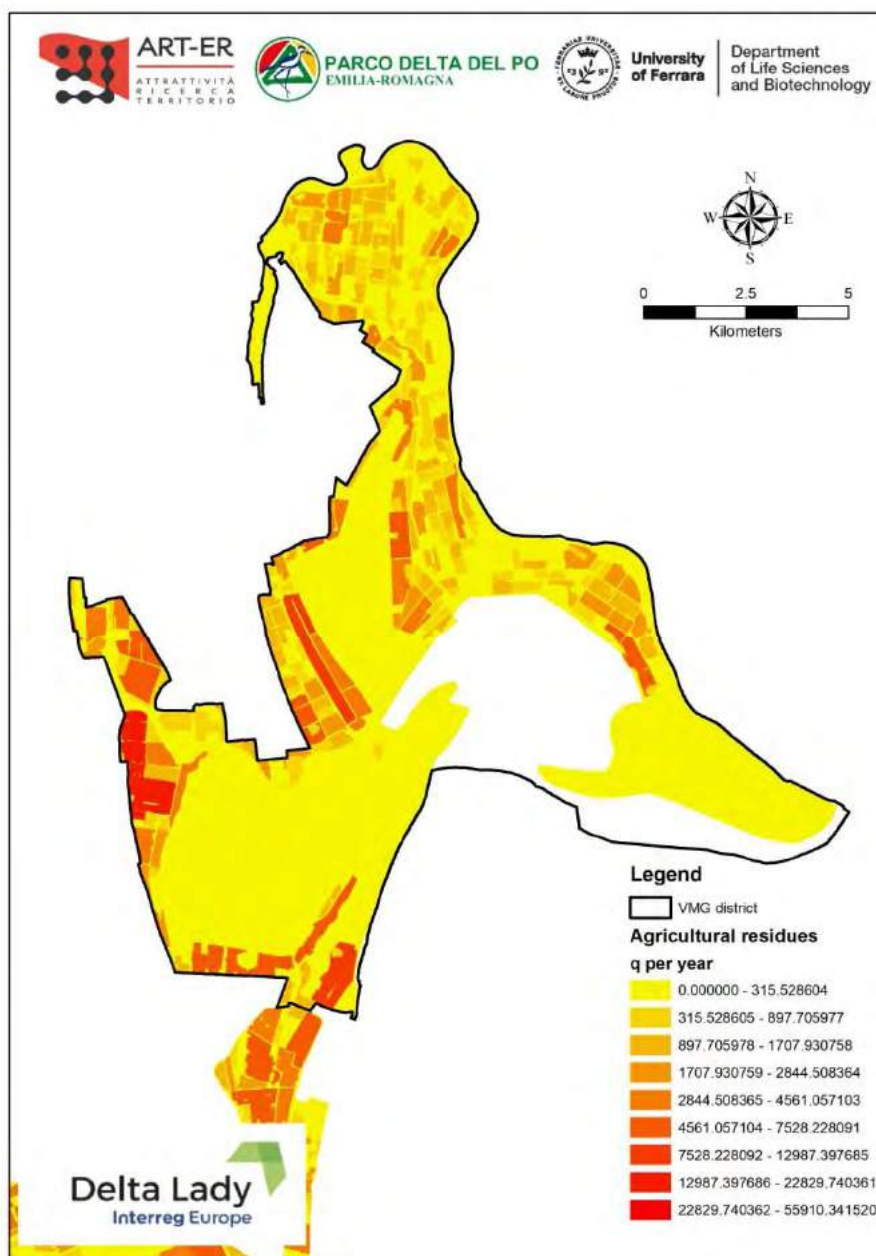 ART-ER
ATTRATTIVITÀ
RICERCA
TERRITORIO
PARCO DELTA DEL PO
EMILIA-ROMAGNA
University
of Ferrara
Department
of Life Sciences
and Biotechnology
N
W E
S
0 2.5 5
Kilometers
Legend
VMG district
Agricultural residues
q per year
0.000000 - 315.528604
315.528605 - 897.705977
897.705978 - 1707.930758
1707.930759 - 2844.508364
2844.508365 - 4561.057103
4561.057104 - 7528.228091
7528.228092 - 12987.397685
12987.397686 - 22829.740361
22829.740362 - 55910.341520
Delta Lady
Interreg Europe